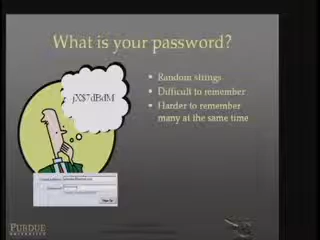 What is your password?
jX$7dBdM
Random strings
Difficult to remember
Harder to remember
many at the same time
PURDUE
UNIVERSITY